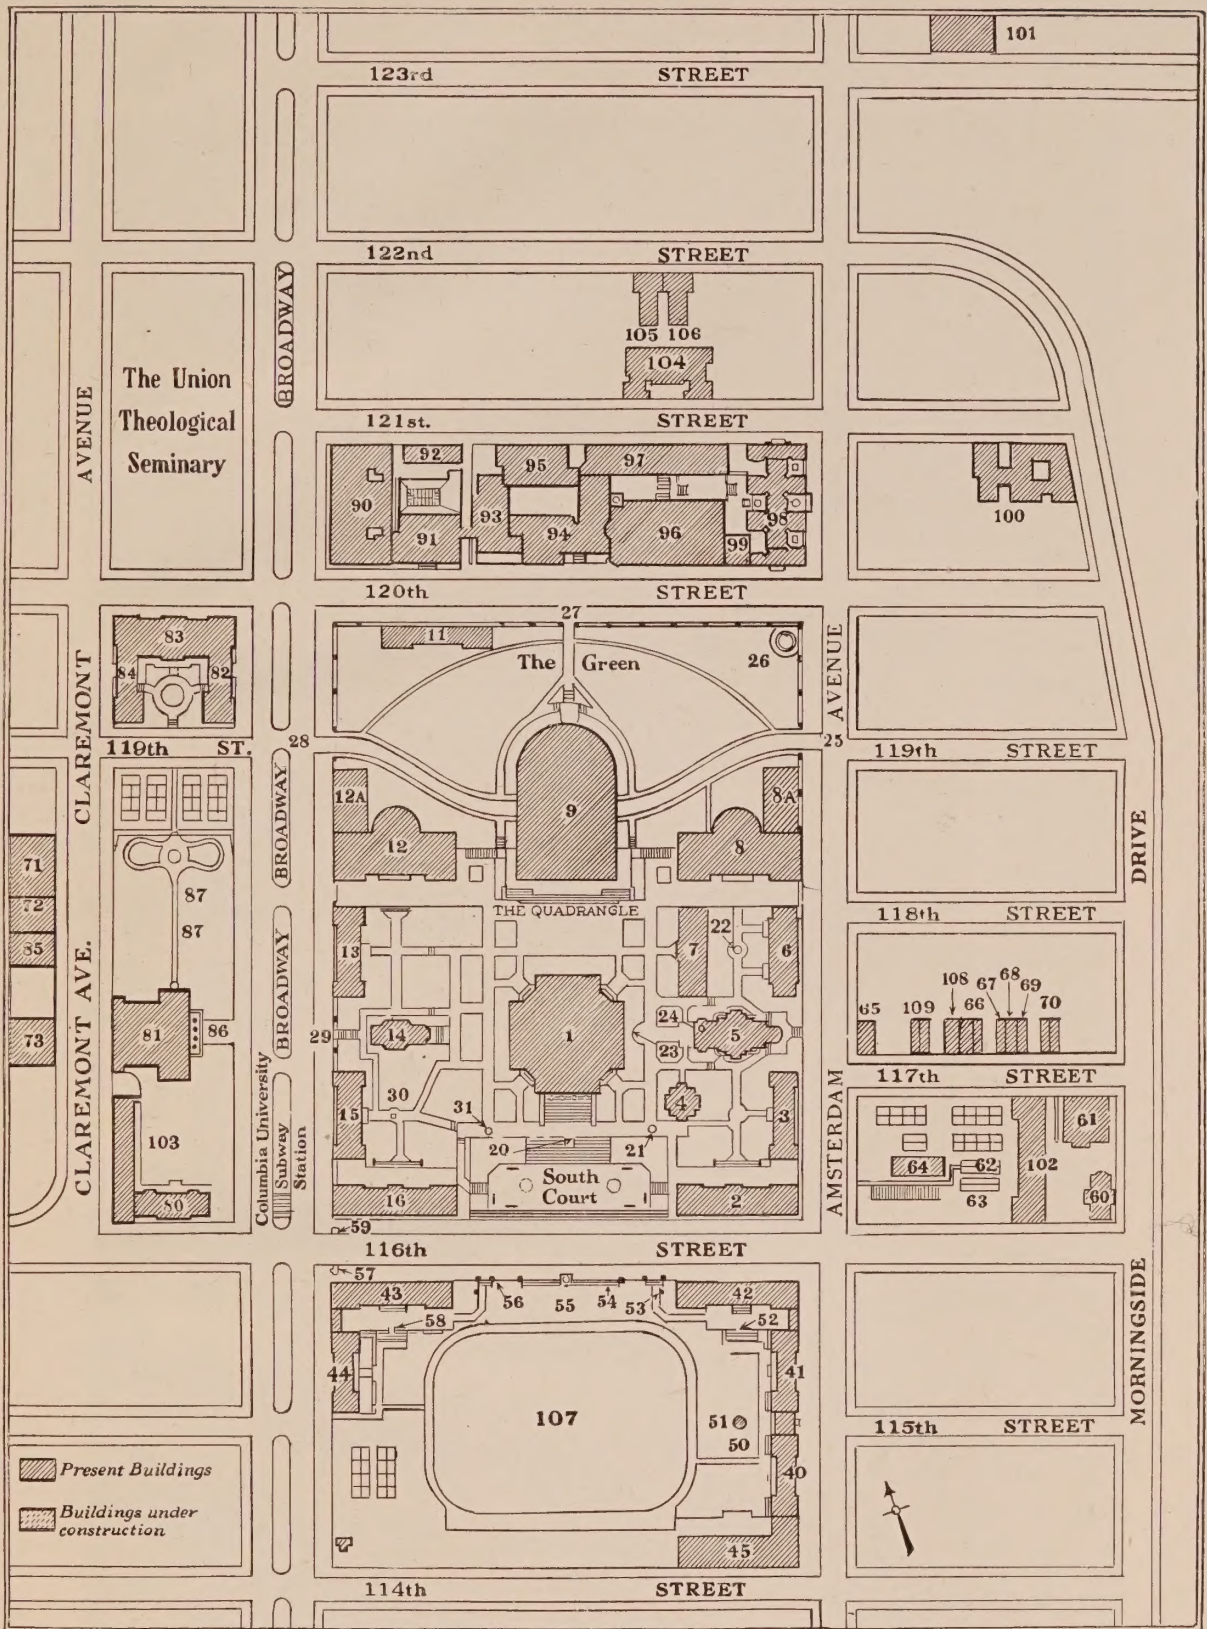 101
123rd STREET
122nd STREET
BROADWAY
105 106
104
The Union
Theological
Seminary
AVENUE
121st. STREET
92
95
97
90
93
91
94
96
98
99
100
120th STREET
27
11
The Green
26
AVENUE
83
84
82
CLAREMONT
119th ST.
28
25
119th STREET
BROADWAY
12A
9
8A
12
8
DRIVE
71
72
85
73
87
87
THE QUADRANGLE
118th STREET
BROADWAY
CLAREMONT AVE.
13
7
22
6
81
86
29
14
1
24
5
23
108
67
68
69
65
109
66
70
117th STREET
AMSTERDAM
30
31
15
4
3
20
21
103
Columbia University
Subway
Station
South
Court
80
16
2
61
64
62
102
63
60
59
116th STREET
57
43
56
55
54
53
42
58
52
MORNINGSIDE
44
41
107
51
50
115th STREET
40
45
Present Buildings
Buildings under
construction
114th STREET